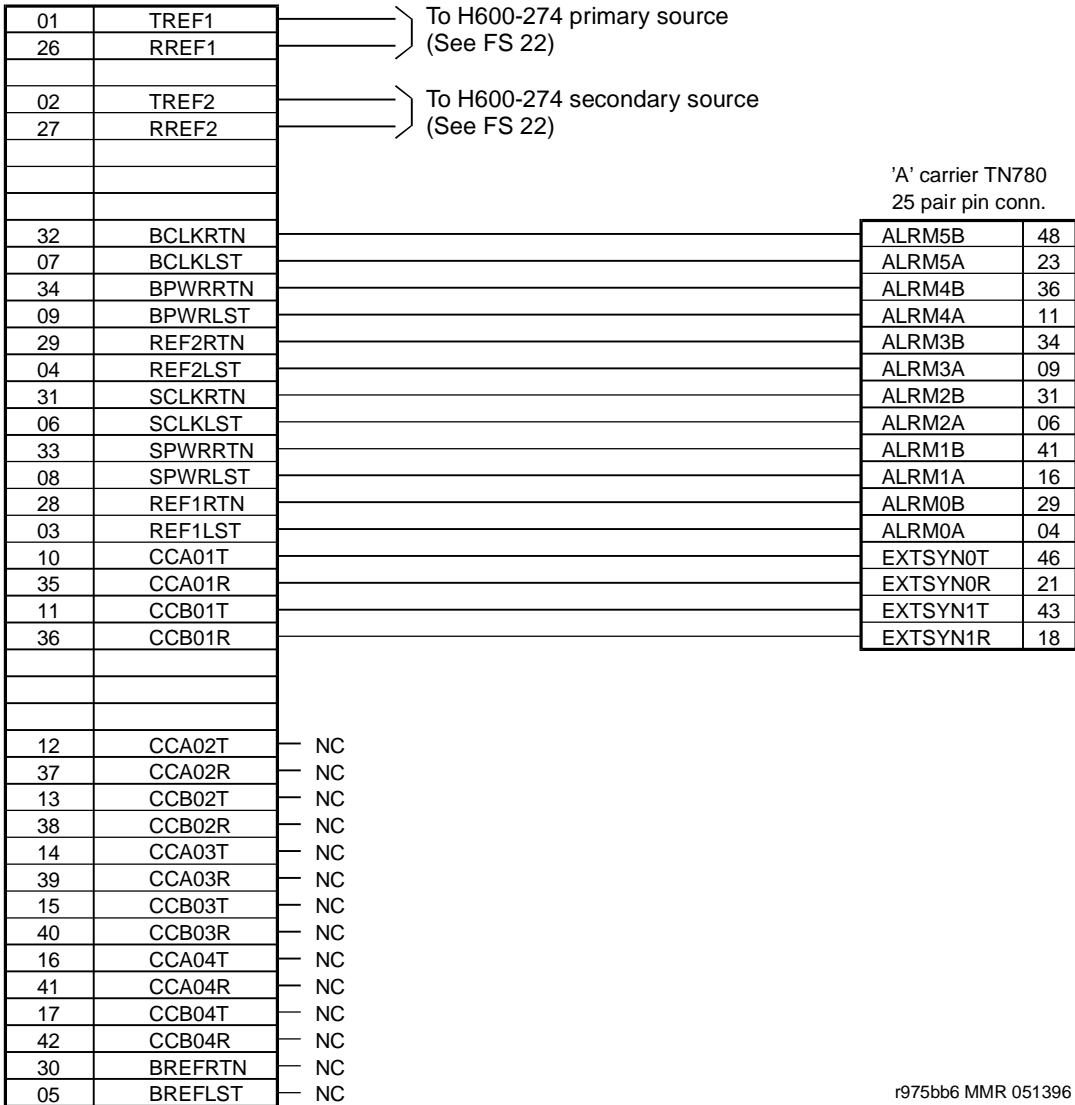 01 TREF1 To H600-274 primary source
26 RREF1 (See FS 22)
02 TREF2 To H600-274 secondary source
27 RREF2 (See FS 22)
'A' carrier TN780
25 pair pin conn.
32 BCLKRTN ALRM5B 48
07 BCLKLST ALRM5A 23
34 BPWRRTN ALRM4B 36
09 BPWRLST ALRM4A 11
29 REF2RTN ALRM3B 34
04 REF2LST ALRM3A 09
31 SCLKRTN ALRM2B 31
06 SCLKLST ALRM2A 06
33 SPWRRTN ALRM1B 41
08 SPWRLST ALRM1A 16
28 REF1RTN ALRM0B 29
03 REF1LST ALRM0A 04
10 CCA01T EXTSYN0T 46
35 CCA01R EXTSYN0R 21
11 CCB01T EXTSYN1T 43
36 CCB01R EXTSYN1R 18
12 CCA02T NC
37 CCA02R NC
13 CCB02T NC
38 CCB02R NC
14 CCA03T NC
39 CCA03R NC
15 CCB03T NC
40 CCB03R NC
16 CCA04T NC
41 CCA04R NC
17 CCB04T NC
42 CCB04R NC
30 BREFRTN NC
05 BREFLST NC
r975bb6 MMR 051396